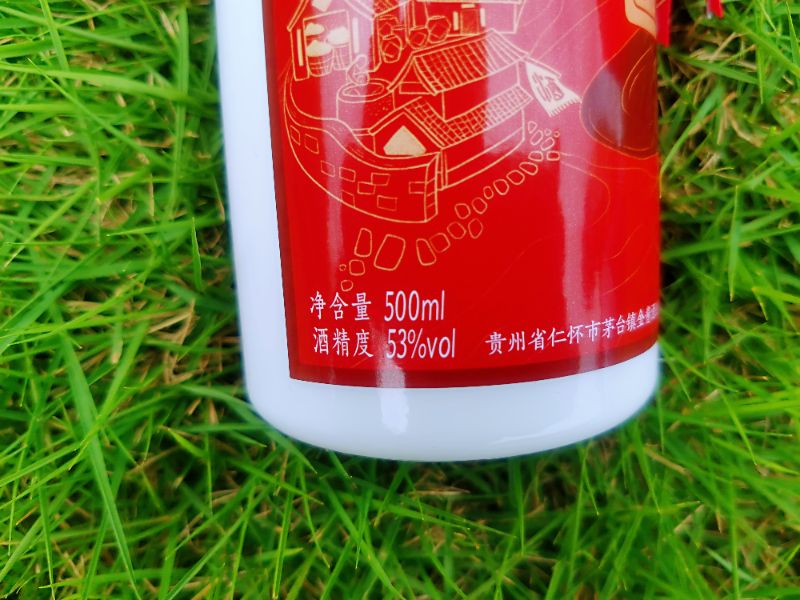 净含量 500ml
酒精度 53%vol
贵州省仁怀市茅台镇